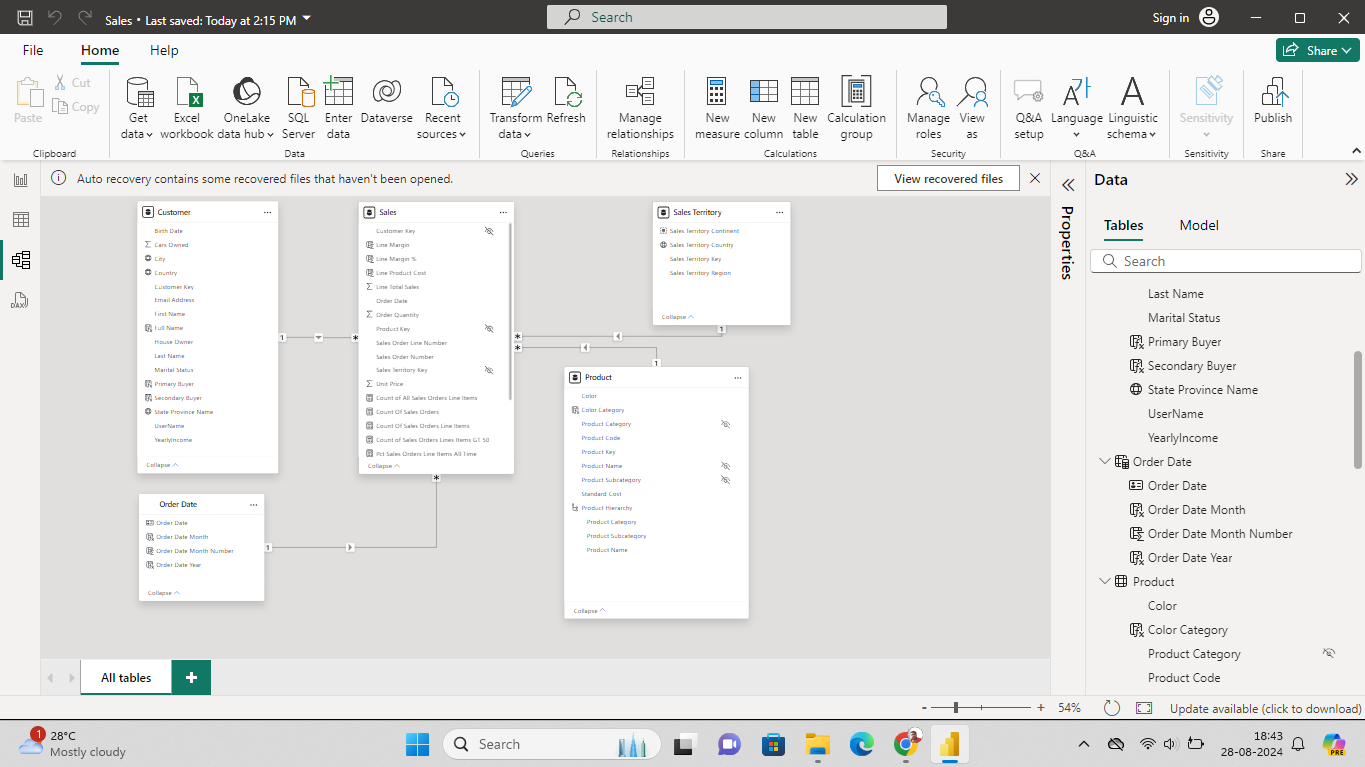 Sales • Last saved: Today at 2:15 PM
Search
Sign in
File
Home
Help
Share
Paste
Cut
Copy
Clipboard
Get data
Excel workbook
OneLake data hub
SQL Server
Enter data
Dataverse
Recent sources
Data
Transform data
Refresh
Queries
Manage relationships
Relationships
New measure
New column
New table
Calculation group
Calculations
Manage roles
View as
Security
Q&A setup
Language
Linguistic schema
Q&A
Sensitivity
Sensitivity
Publish
Share
Auto recovery contains some recovered files that haven't been opened.
View recovered files
Customer
Birth Date
Cars Owned
City
Country
Customer Key
Email Address
First Name
Full Name
House Owner
Last Name
Marital Status
Primary Buyer
Secondary Buyer
State Province Name
UserName
YearlyIncome
Collapse
1
*
Sales
Customer Key
Line Margin
Line Margin %
Line Product Cost
Line Total Sales
Order Date
Order Quantity
Product Key
Sales Order Line Number
Sales Order Number
Sales Territory Key
Unit Price
Count of All Sales Orders Line Items
Count Of Sales Orders
Count Of Sales Orders Line Items
Count of Sales Orders Lines Items GT 50
Pct Sales Orders Line Items All Time
Collapse
*
*
*
Sales Territory
Sales Territory Continent
Sales Territory Country
Sales Territory Key
Sales Territory Region
Collapse
1
1
Product
Color
Color Category
Product Category
Product Code
Product Key
Product Name
Product Subcategory
Standard Cost
Product Hierarchy
Product Category
Product Subcategory
Product Name
Collapse
Order Date
Order Date
Order Date Month
Order Date Month Number
Order Date Year
Collapse
1
Properties
Data
Tables
Model
Search
Last Name
Marital Status
Primary Buyer
Secondary Buyer
State Province Name
UserName
YearlyIncome
Order Date
Order Date
Order Date Month
Order Date Month Number
Order Date Year
Product
Color
Color Category
Product Category
Product Code
DAX
All tables
+
- + 54%
Update available (click to download)
1
28°C
Mostly cloudy
Search
18:43
28-08-2024
PRE